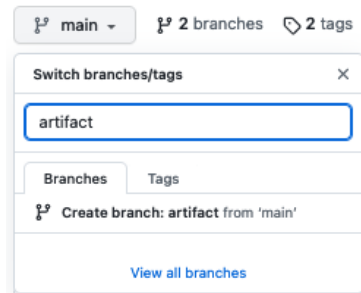 main 2 branches 2 tags
Switch branches/tags
artifact
Branches Tags
Create branch: artifact from 'main'
View all branches